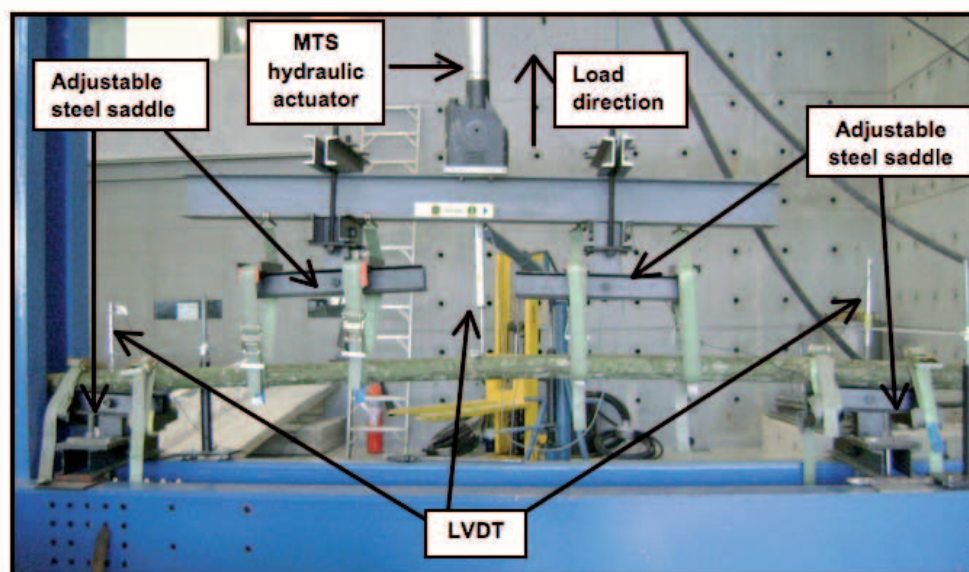 MTS
hydraulic
actuator
Load
direction
Adjustable
steel saddle
Adjustable
steel saddle
LVDT